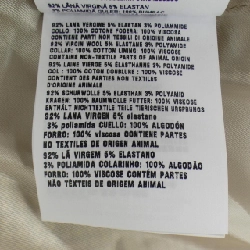 92% LANA VERGINE 5% ELASTAN 3% POLIAMIDE
COLLO: 100% COTONE FODERA: 100% VISCOSE
CONTIENE PARTI NON TESSILI DI ORIGINE ANIMALE
92% VIRGIN WOOL 5% ELASTANE 3% POLYAMIDE
COLLAR: 100% COTTON LINING: 100% VISCOSE
CONTAINS NON-TEXTILE PARTS OF ANIMAL ORIGIN
92% LAINE VIERGE 5% ELASTHANNE 3% POLYAMIDE
COL : 100% COTON DOUBLURE : 100% VISCOSE
CONTIENT DES PARTIES NON TEXTILES
D'ORIGINE ANIMALE
92% SCHURWOLLE 5% ELASTHAN 3% POLYAMID
KRAGEN: 100% BAUMWOLLE FUTTER: 100% VISCOSE
ENTHÄLT NON-TEXTILE TEILE TIERISCHEN URSPRUNGS
92% LANA VIRGEN 5% elastano
3% poliamida CUELLO: 100% ALGODÓN
FORRO: 100% viscose CONTIENE PARTES
NO TEXTILES DE ORIGEN ANIMAL
92% LÃ VIRGEM 5% ELASTANO
3% POLIAMIDA COLARINHO: 100% ALGODÃO
FORRO: 100% VISCOSE CONTÉM PARTES
NÃO TÊXTEIS DE ORIGEM ANIMAL